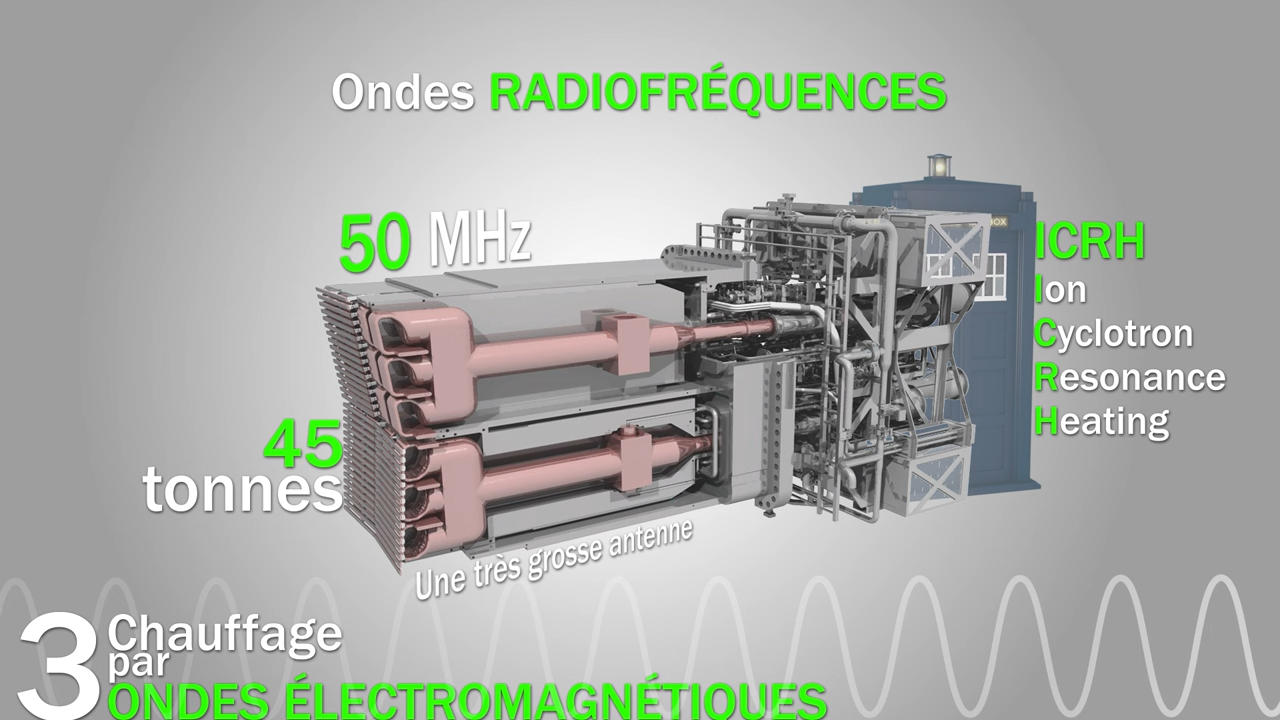 Ondes RADIOFRÉQUENCES
50 MHz
ICRH
Ion
Cyclotron
Resonance
Heating
45
tonnes
Une très grosse antenne
3 Chauffage
par
ONDES ÉLECTROMAGNÉTIQUES